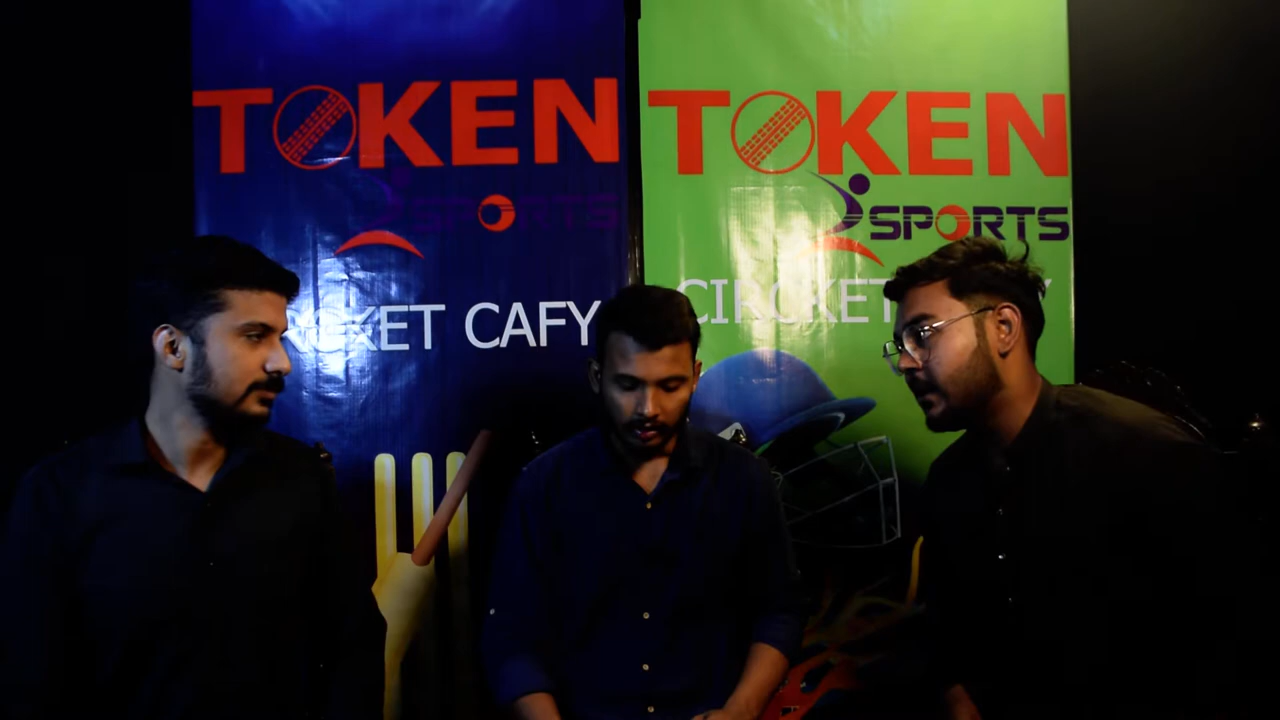 TOKEN
SPORTS
CKET CAFY
TOKEN
SPORTS
CIRCKET